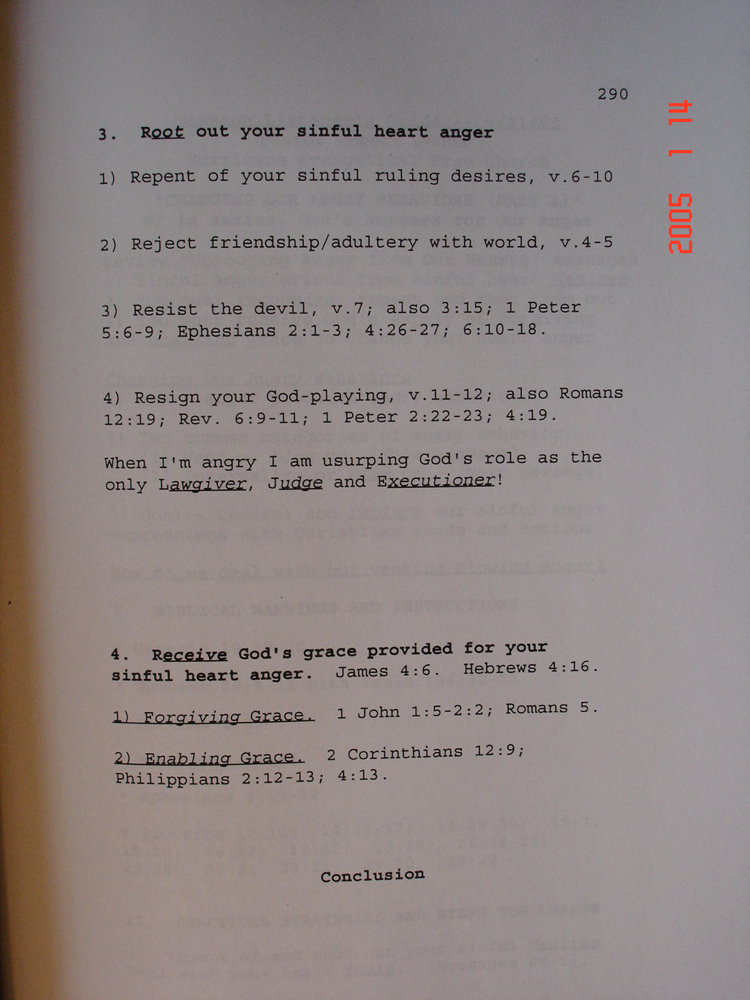 290
3. Root out your sinful heart anger
1) Repent of your sinful ruling desires, v.6-10
2) Reject friendship/adultery with world, v.4-5
3) Resist the devil, v.7; also 3:15; 1 Peter
5:6-9; Ephesians 2:1-3; 4:26-27; 6:10-18.
4) Resign your God-playing, v.11-12; also Romans
12:19; Rev. 6:9-11; 1 Peter 2:22-23; 4:19.
When I'm angry I am usurping God's role as the
only Lawgiver, Judge and Executioner!
4. Receive God's grace provided for your
sinful heart anger. James 4:6. Hebrews 4:16.
1) Forgiving Grace. 1 John 1:5-2:2; Romans 5.
2) Enabling Grace. 2 Corinthians 12:9;
Philippians 2:12-13; 4:13.
Conclusion
2005 1 14